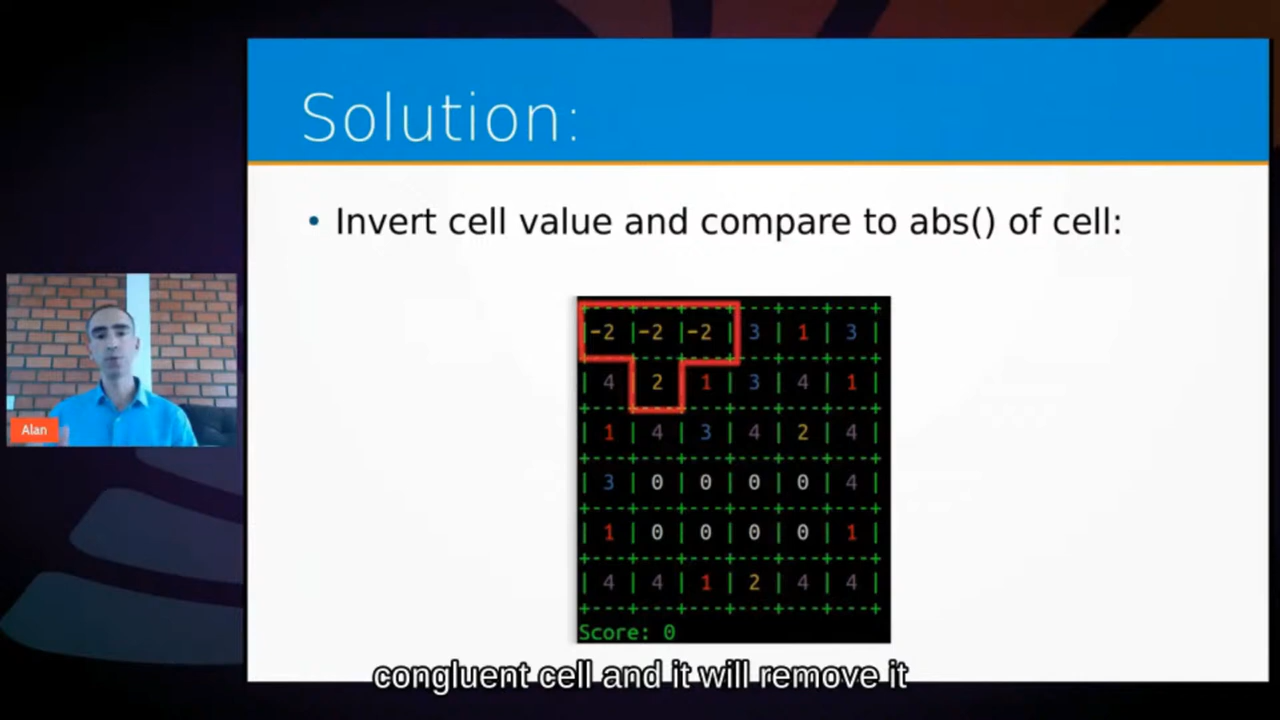 Solution:
• Invert cell value and compare to abs() of cell:
|-2 |-2 |-2 | 3 | 1 | 3 |
| 4 | 2 | 1 | 3 | 4 | 1 |
| 1 | 4 | 3 | 4 | 2 | 4 |
| 3 | 0 | 0 | 0 | 0 | 4 |
| 1 | 0 | 0 | 0 | 0 | 1 |
| 4 | 4 | 1 | 2 | 4 | 4 |
Score: 0
Alan
congluent cell and it will remove it